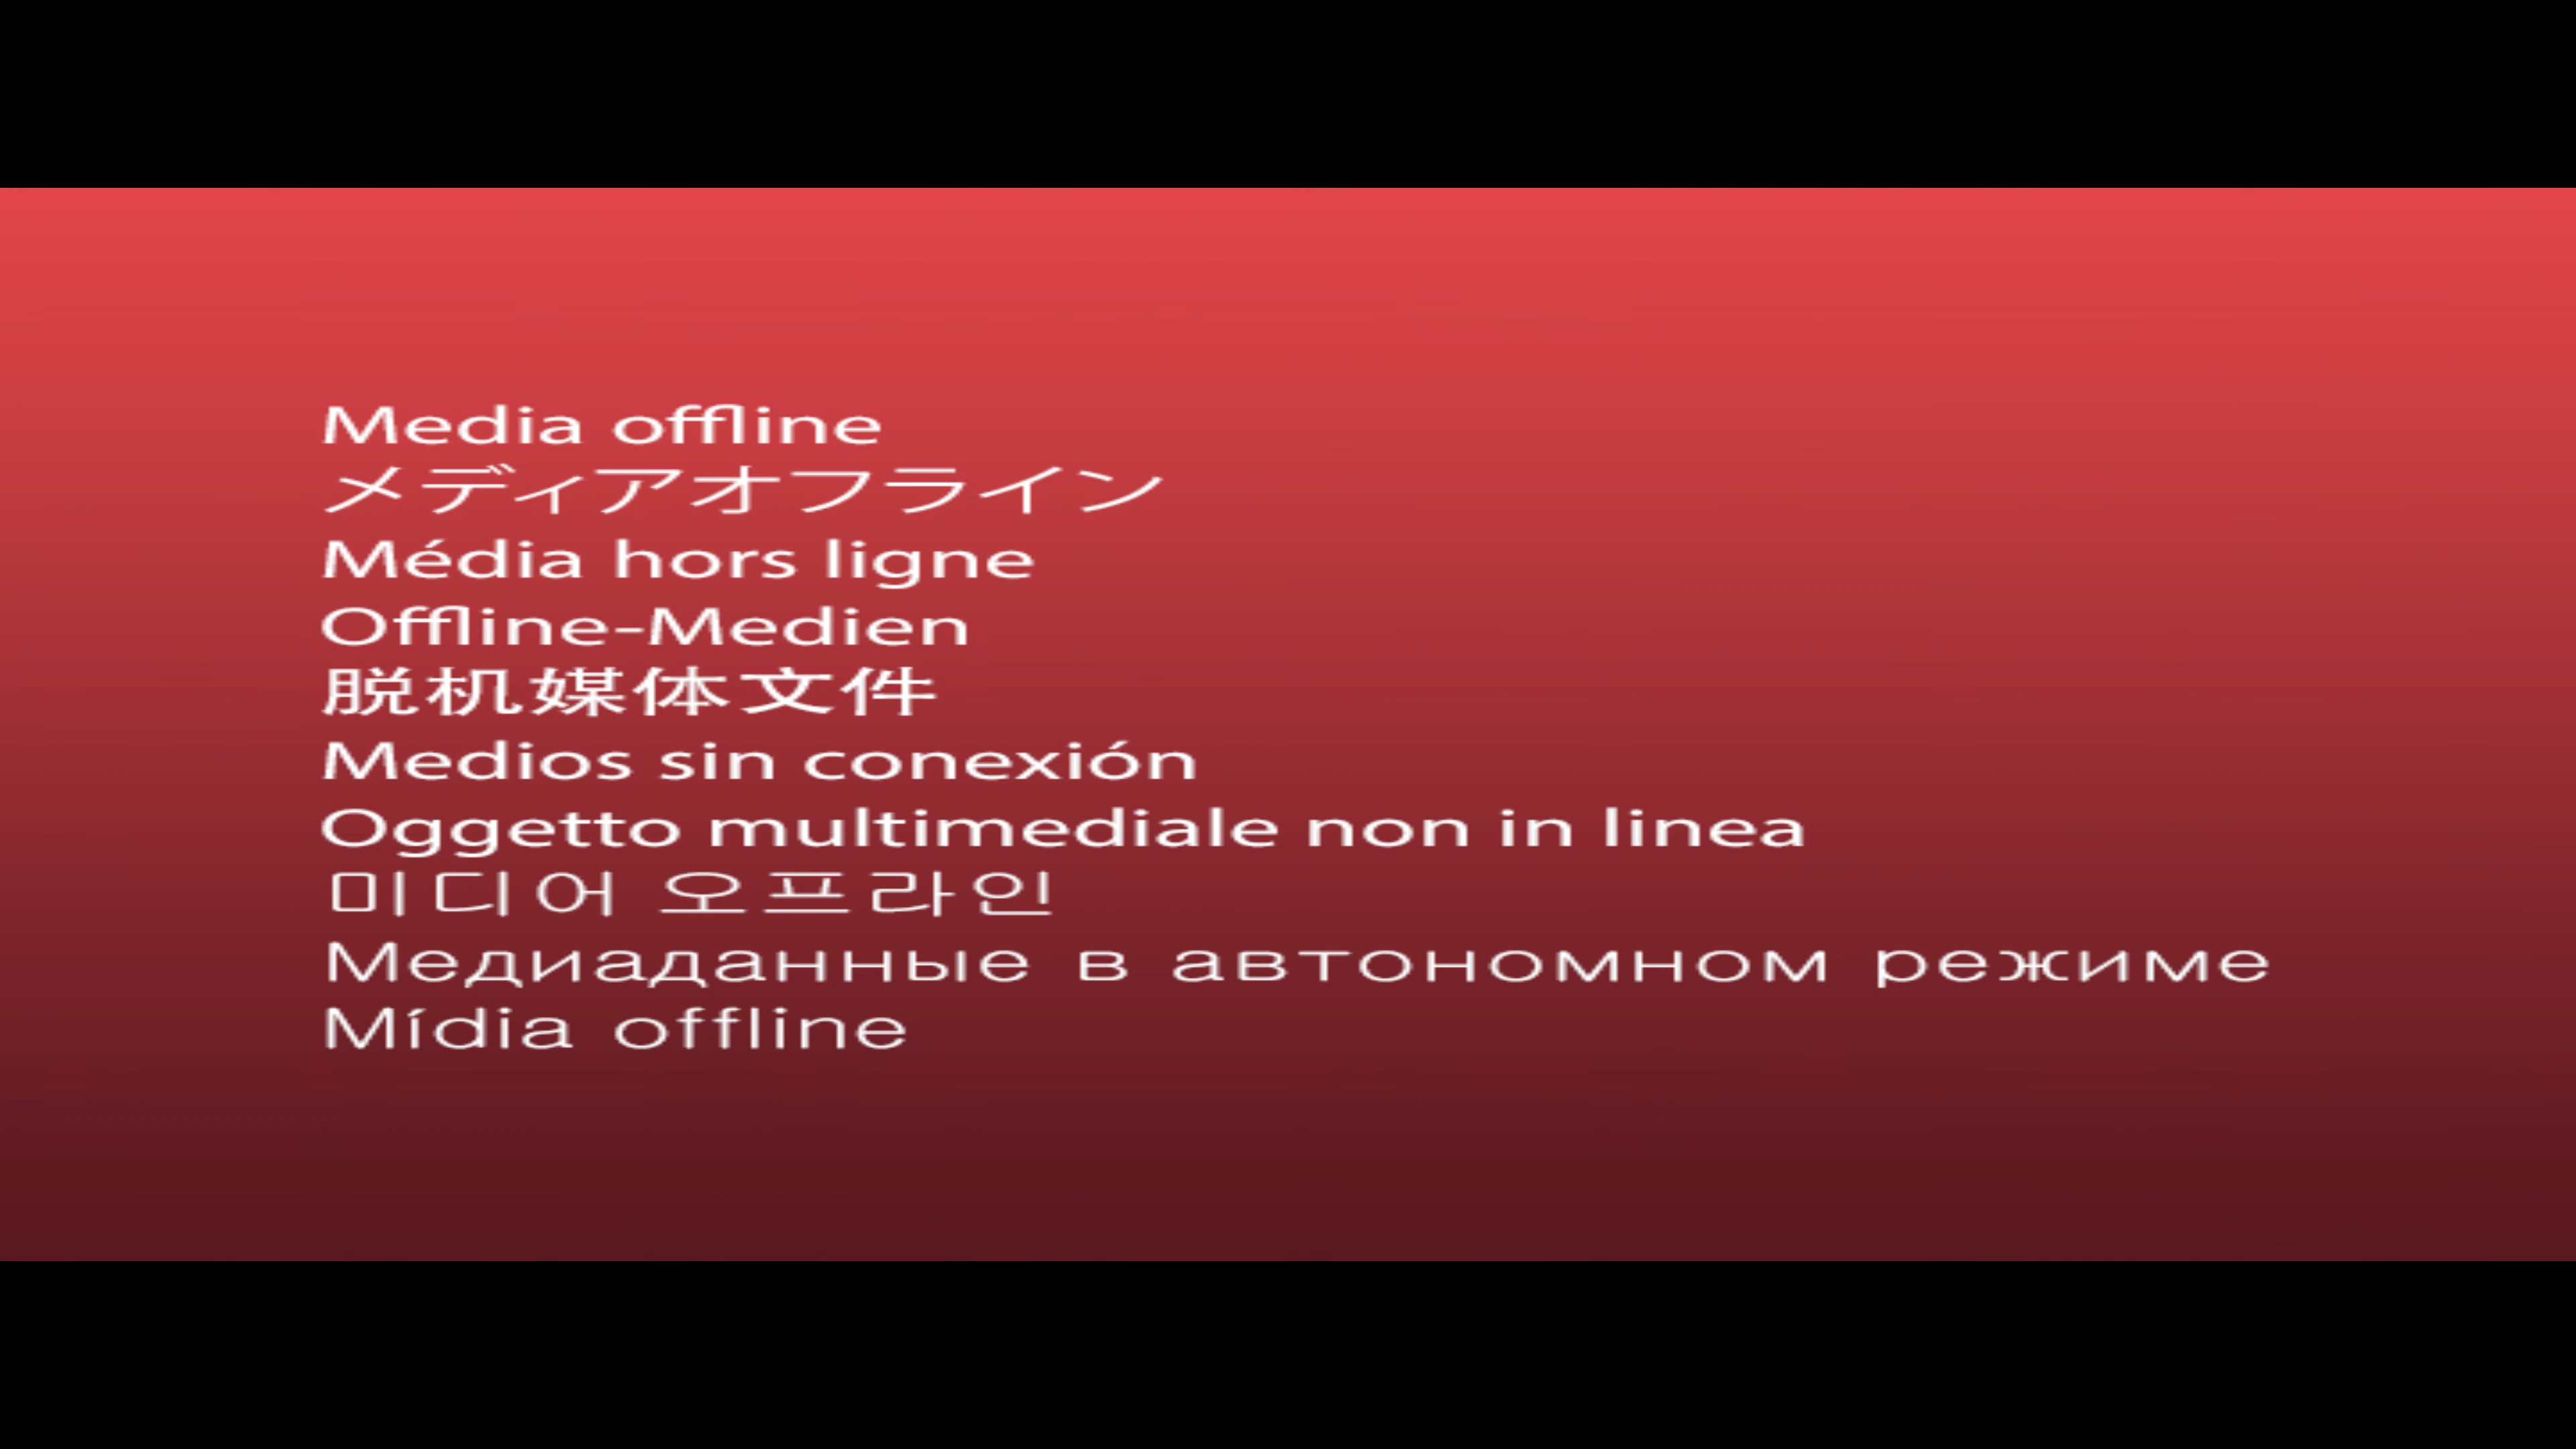 Media offline
メディアオフライン
Média hors ligne
Offline-Medien
脱机媒体文件
Medios sin conexión
Oggetto multimediale non in linea
미디어 오프라인
Медиаданные в автономном режиме
Mídia offline